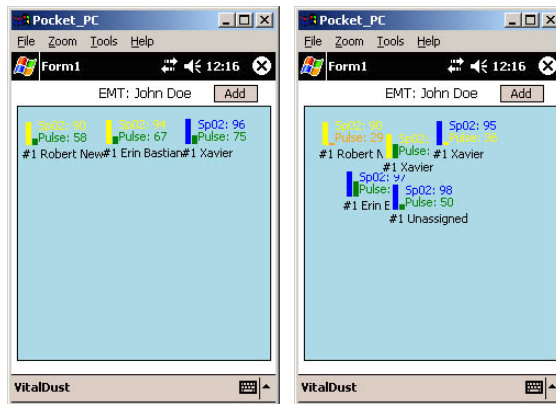 Pocket_PC
File Zoom Tools Help
Form1 12:16
EMT: John Doe Add
Sp02: 90 Sp02: 94 Sp02: 96
Pulse: 58 Pulse: 67 Pulse: 75
#1 Robert New #1 Erin Bastian #1 Xavier
VitalDust
Pocket_PC
File Zoom Tools Help
Form1 12:16
EMT: John Doe Add
Sp02: 90 Sp02: 95
Pulse: 29 Sp02: Pulse: 36
#1 Robert N Pulse: #1 Xavier
#1 Xavier
Sp02: 97
Pulse: Sp02: 98
#1 Erin B Pulse: 50
#1 Unassigned
VitalDust